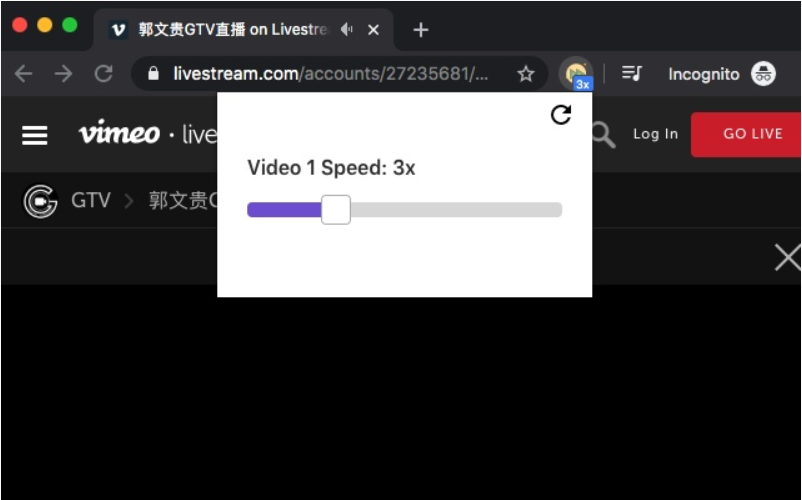 郭文贵GTV直播 on Livestre
livestream.com/accounts/27235681/...
3x
Incognito
vimeo · live
Log In
GO LIVE
Video 1 Speed: 3x
GTV
郭文贵G